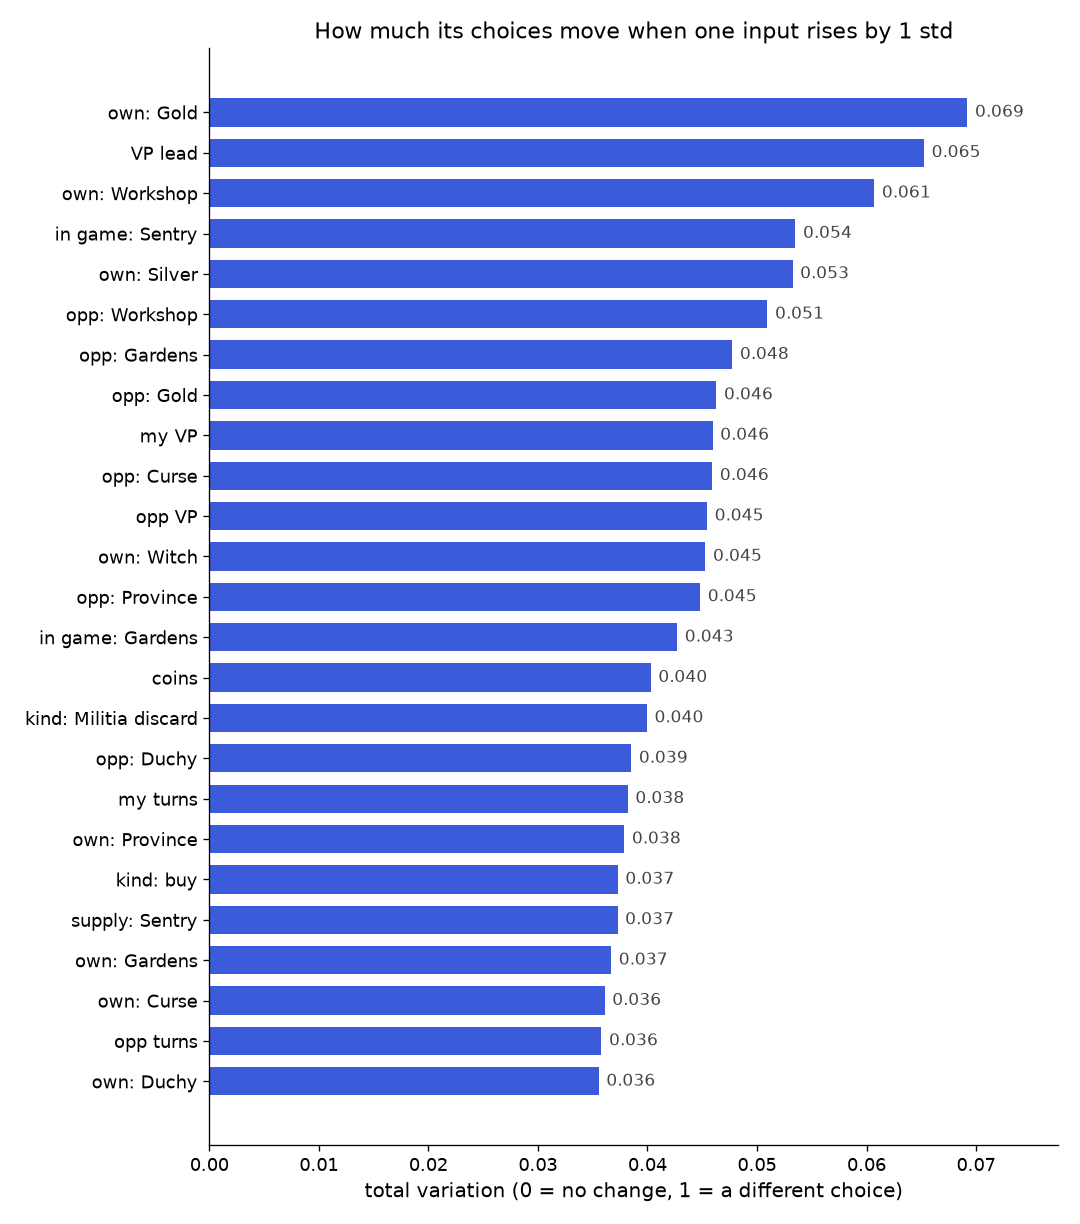 How much its choices move when one input rises by 1 std
own: Gold 0.069
VP lead 0.065
own: Workshop 0.061
in game: Sentry 0.054
own: Silver 0.053
opp: Workshop 0.051
opp: Gardens 0.048
opp: Gold 0.046
my VP 0.046
opp: Curse 0.046
opp VP 0.045
own: Witch 0.045
opp: Province 0.045
in game: Gardens 0.043
coins 0.040
kind: Militia discard 0.040
opp: Duchy 0.039
my turns 0.038
own: Province 0.038
kind: buy 0.037
supply: Sentry 0.037
own: Gardens 0.037
own: Curse 0.036
opp turns 0.036
own: Duchy 0.036
0.00 0.01 0.02 0.03 0.04 0.05 0.06 0.07
total variation (0 = no change, 1 = a different choice)